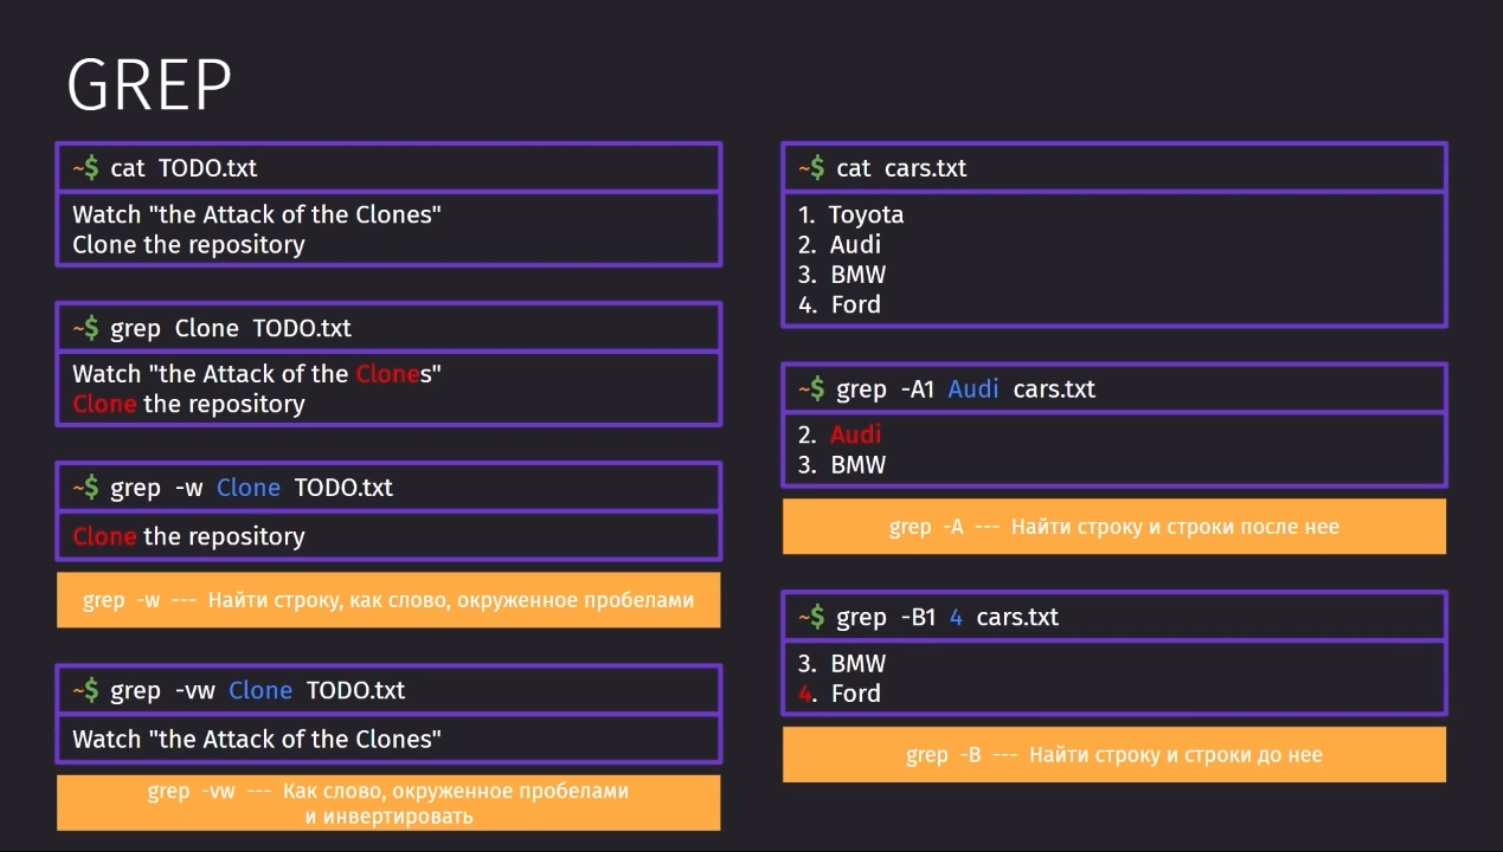 GREP
~$ cat TODO.txt
Watch "the Attack of the Clones"
Clone the repository
~$ grep Clone TODO.txt
Watch "the Attack of the Clones"
Clone the repository
~$ grep -w Clone TODO.txt
Clone the repository
grep -w --- Найти строку, как слово, окруженное пробелами
~$ grep -vw Clone TODO.txt
Watch "the Attack of the Clones"
grep -vw --- Как слово, окруженное пробелами
и инвертировать
~$ cat cars.txt
1. Toyota
2. Audi
3. BMW
4. Ford
~$ grep -A1 Audi cars.txt
2. Audi
3. BMW
grep -A --- Найти строку и строки после нее
~$ grep -B1 4 cars.txt
3. BMW
4. Ford
grep -B --- Найти строку и строки до нее